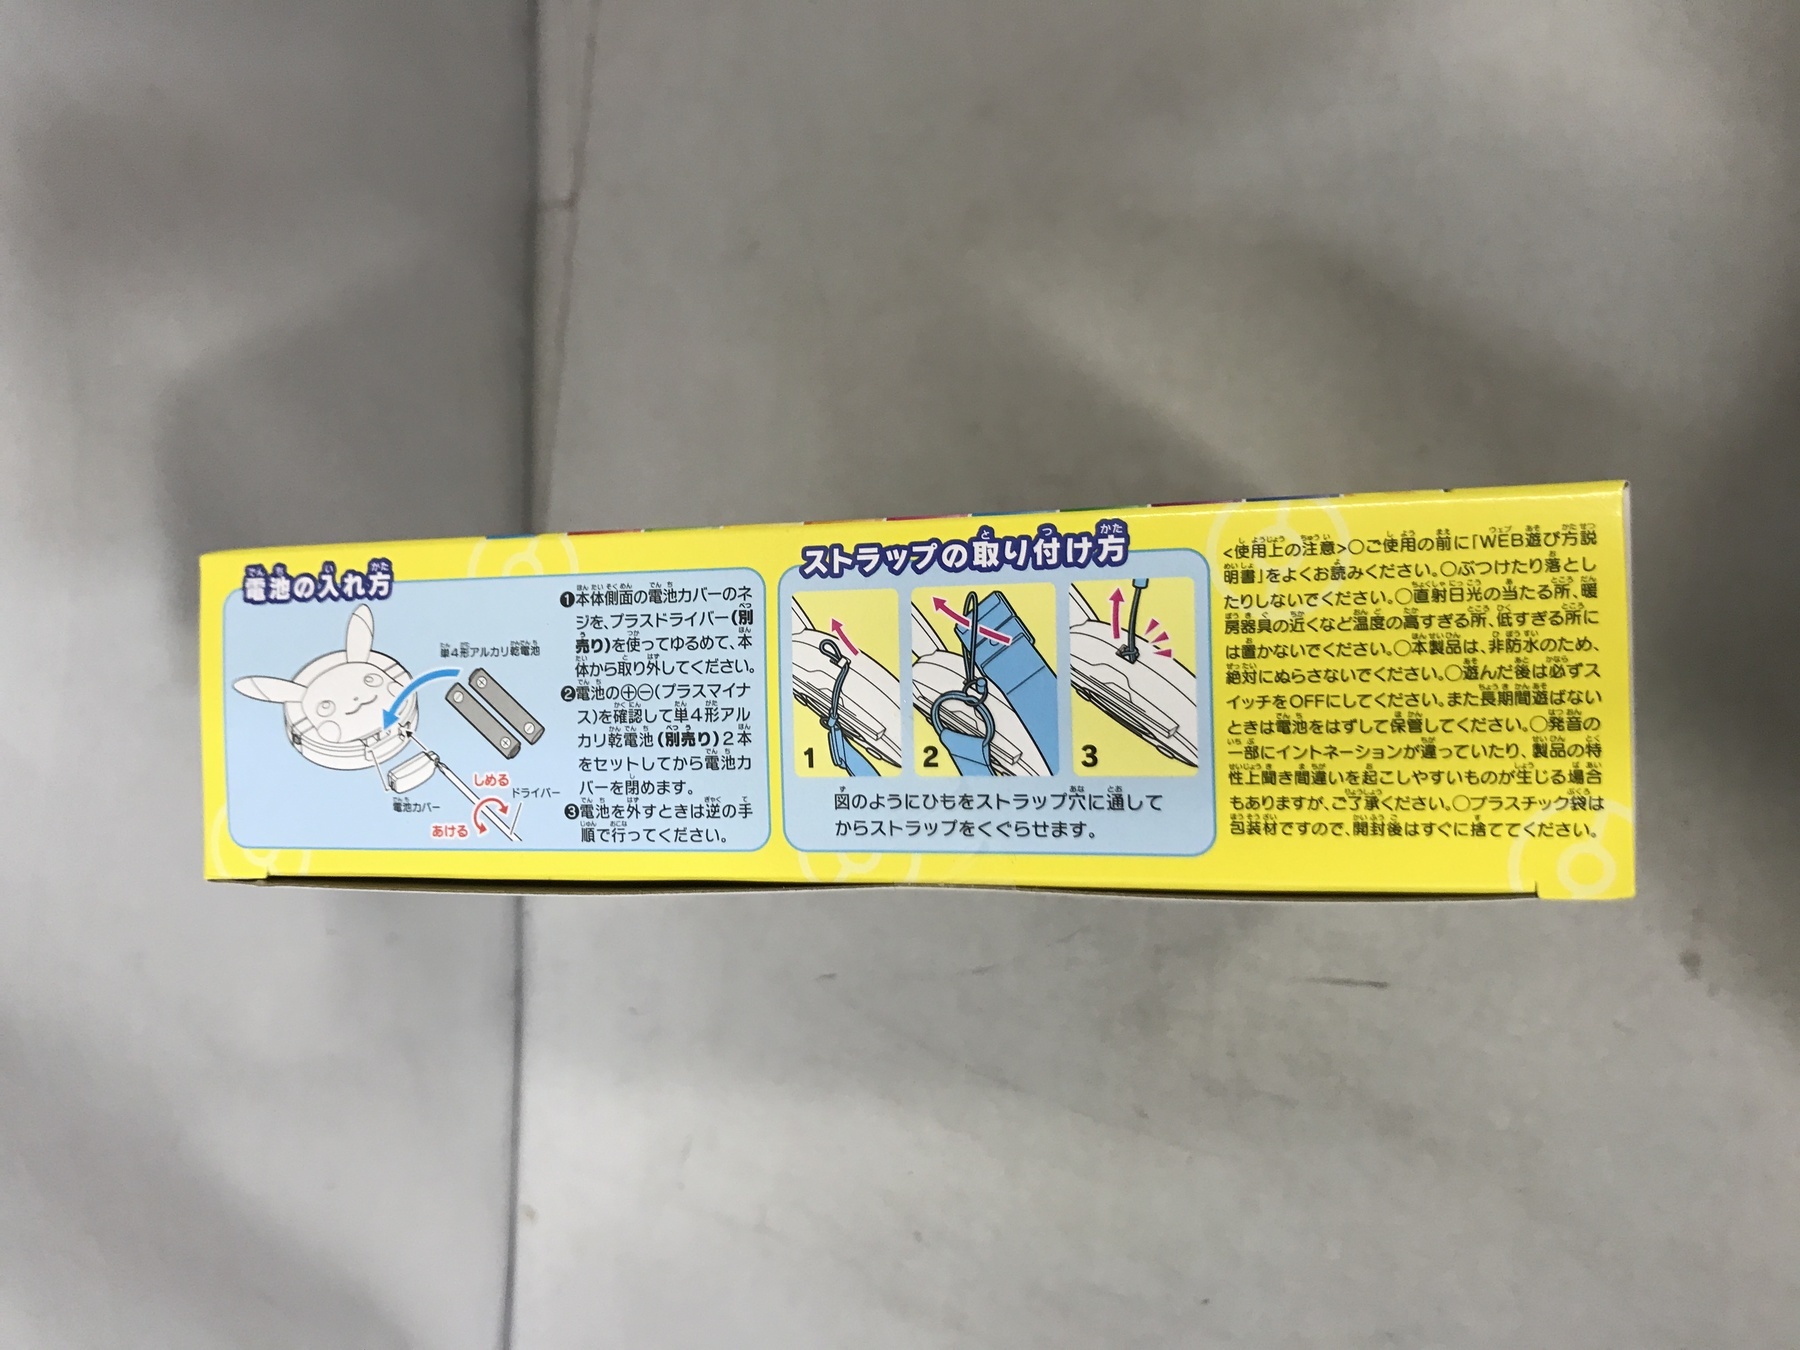 電池の入れ方
単4形アルカリ乾電池
しめる
ドライバー
電池カバー
あける
❶本体側面の電池カバーのネ
ジを、プラスドライバー(別
売り)を使ってゆるめて、本
体から取り外してください。
❷電池の⊕⊖(プラスマイナ
ス)を確認して単4形アル
カリ乾電池(別売り)2本
をセットしてから電池カ
バーを閉めます。
❸電池を外すときは逆の手
順で行ってください。
ストラップの取り付け方
1
2
3
図のようにひもをストラップ穴に通して
からストラップをくぐらせます。
<使用上の注意>○ご使用の前に「WEB遊び方説
明書」をよくお読みください。○ぶつけたり落とし
たりしないでください。○直射日光の当たる所、暖
房器具の近くなど温度の高すぎる所、低すぎる所に
は置かないでください。○本製品は、非防水のため、
絶対にぬらさないでください。○遊んだ後は必ずス
イッチをOFFにしてください。また長期間遊ばない
ときは電池をはずして保管してください。○発音の
一部にイントネーションが違っていたり、製品の特
性上聞き間違いを起こしやすいものが生じる場合
もありますが、ご了承ください。○プラスチック袋は
包装材ですので、開封後はすぐに捨ててください。